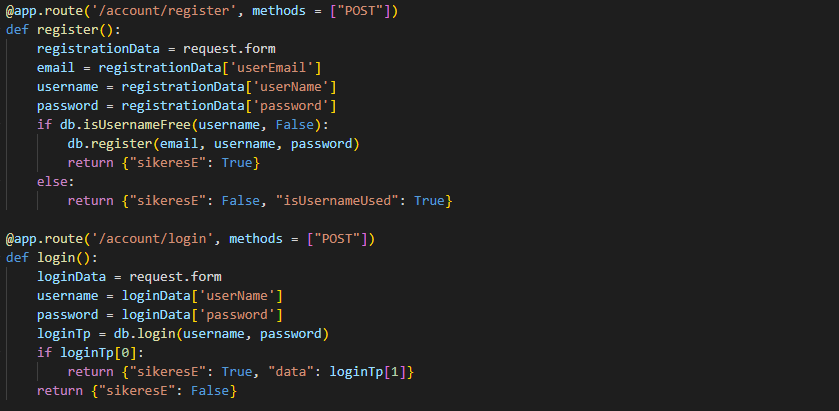 @app.route('/account/register', methods = ["POST"])
def register():
    registrationData = request.form
    email = registrationData['userEmail']
    username = registrationData['userName']
    password = registrationData['password']
    if db.isUsernameFree(username, False):
        db.register(email, username, password)
        return {"sikeresE": True}
    else:
        return {"sikeresE": False, "isUsernameUsed": True}

@app.route('/account/login', methods = ["POST"])
def login():
    loginData = request.form
    username = loginData['userName']
    password = loginData['password']
    loginTp = db.login(username, password)
    if loginTp[0]:
        return {"sikeresE": True, "data": loginTp[1]}
    return {"sikeresE": False}